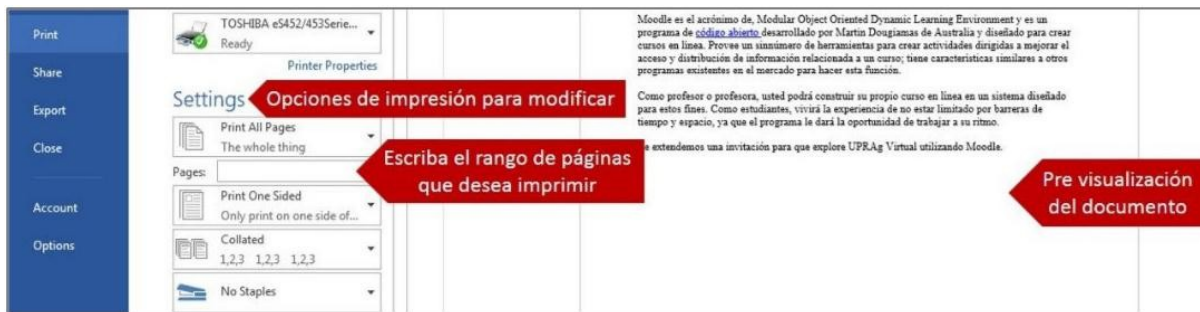 Print
Share
Export
Close
Account
Options
TOSHIBA eS452/453Serie...
Ready
Printer Properties
Settings
Opciones de impresión para modificar
Print All Pages
The whole thing
Pages:
Escriba el rango de páginas
que desea imprimir
Print One Sided
Only print on one side of...
Collated
1,2,3 1,2,3 1,2,3
No Staples
Moodle es el acrónimo de, Modular Object Oriented Dynamic Learning Environment y es un
programa de código abierto desarrollado por Martin Dougiamas de Australia y diseñado para crear
cursos en línea. Provee un sinnúmero de herramientas para crear actividades dirigidas a mejorar el
acceso y distribución de información relacionada a un curso; tiene características similares a otros
programas existentes en el mercado para hacer esta función.
Como profesor o profesora, usted podrá construir su propio curso en línea en un sistema diseñado
para estos fines. Como estudiantes, vivirá la experiencia de no estar limitado por barreras de
tiempo y espacio, ya que el programa le dará la oportunidad de trabajar a su ritmo.
e extendemos una invitación para que explore UPRAg Virtual utilizando Moodle.
Pre visualización
del documento